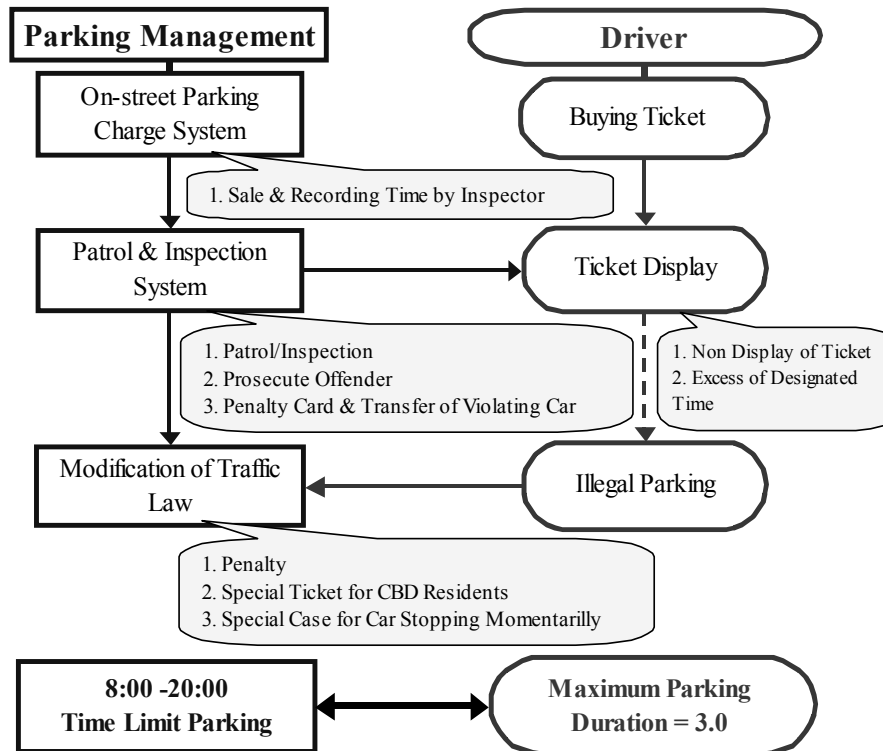 Parking Management
Driver
On-street Parking
Charge System
Buying Ticket
1. Sale & Recording Time by Inspector
Patrol & Inspection
System
Ticket Display
1. Patrol/Inspection
2. Prosecute Offender
3. Penalty Card & Transfer of Violating Car
1. Non Display of Ticket
2. Excess of Designated
Time
Modification of Traffic
Law
Illegal Parking
1. Penalty
2. Special Ticket for CBD Residents
3. Special Case for Car Stopping Momentarilly
8:00 -20:00
Time Limit Parking
Maximum Parking
Duration = 3.0